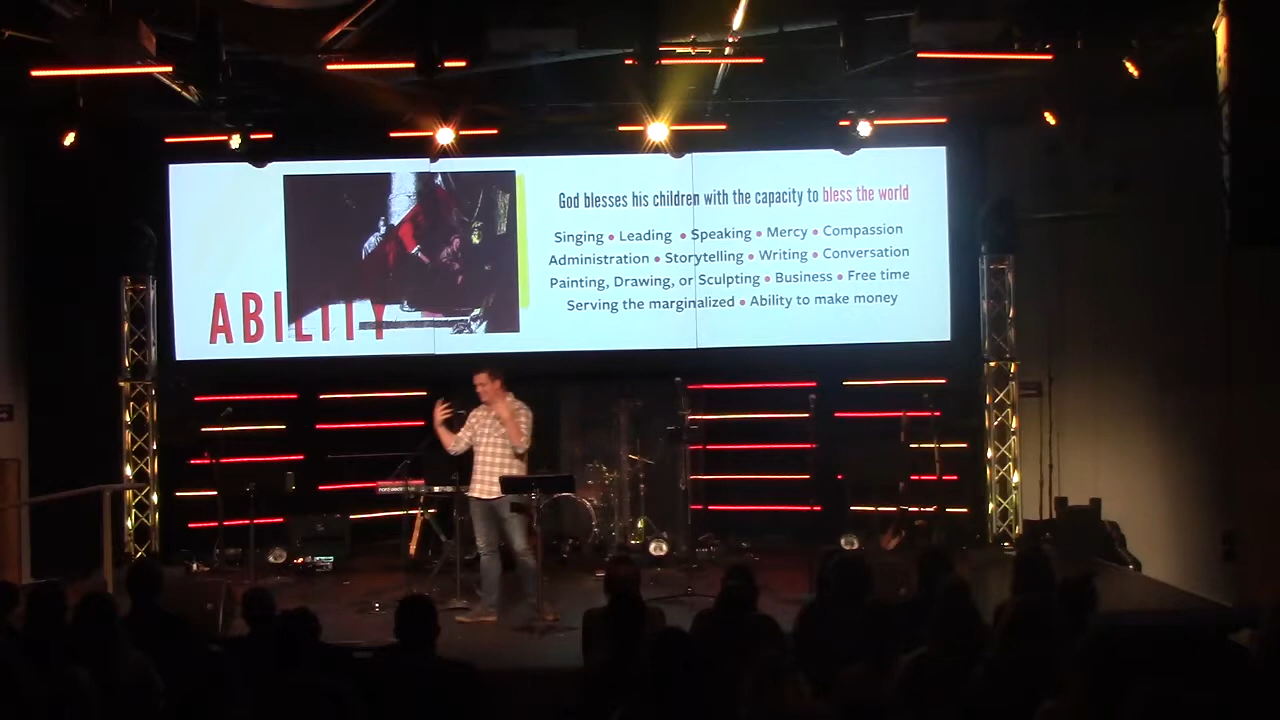 God blesses his children with the capacity to bless the world
Singing • Leading • Speaking • Mercy • Compassion
Administration • Storytelling • Writing • Conversation
Painting, Drawing, or Sculpting • Business • Free time
Serving the marginalized • Ability to make money
ABILITY